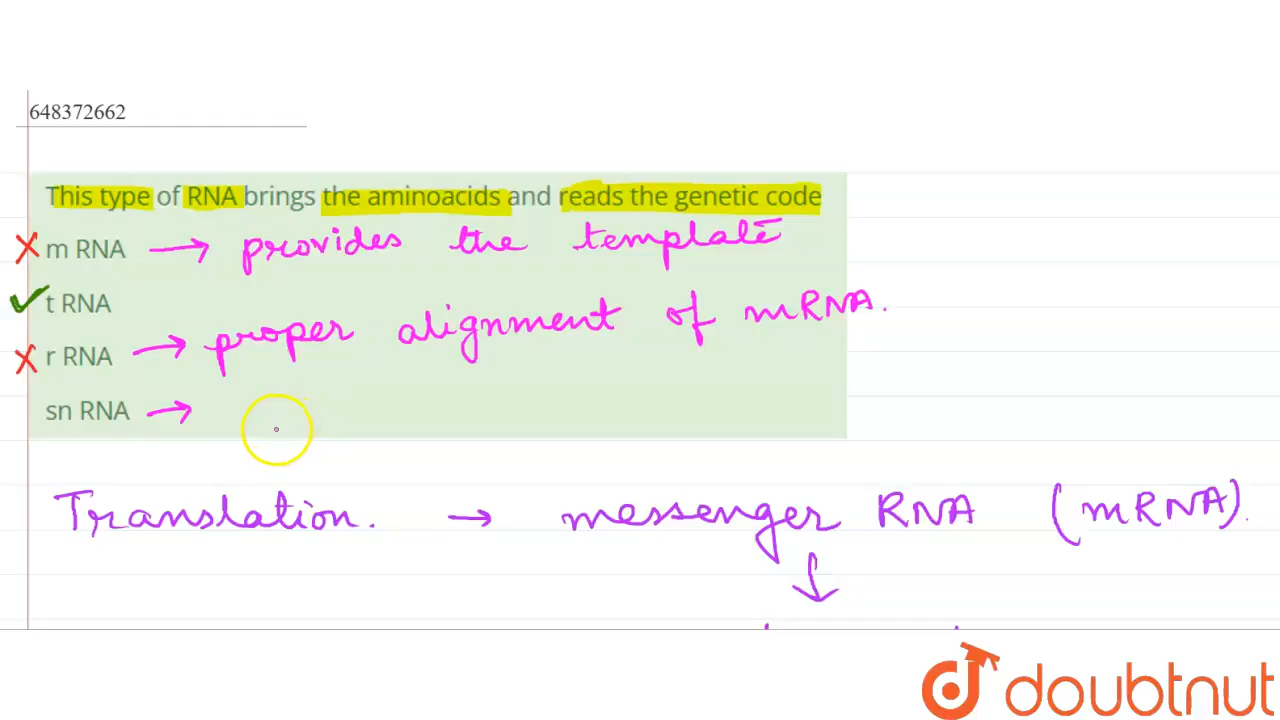 648372662
This type of RNA brings the aminoacids and reads the genetic code
m RNA → provides the template
t RNA
r RNA → proper alignment of mRNA.
sn RNA →
Translation. → messenger RNA (mRNA).
doubtnut